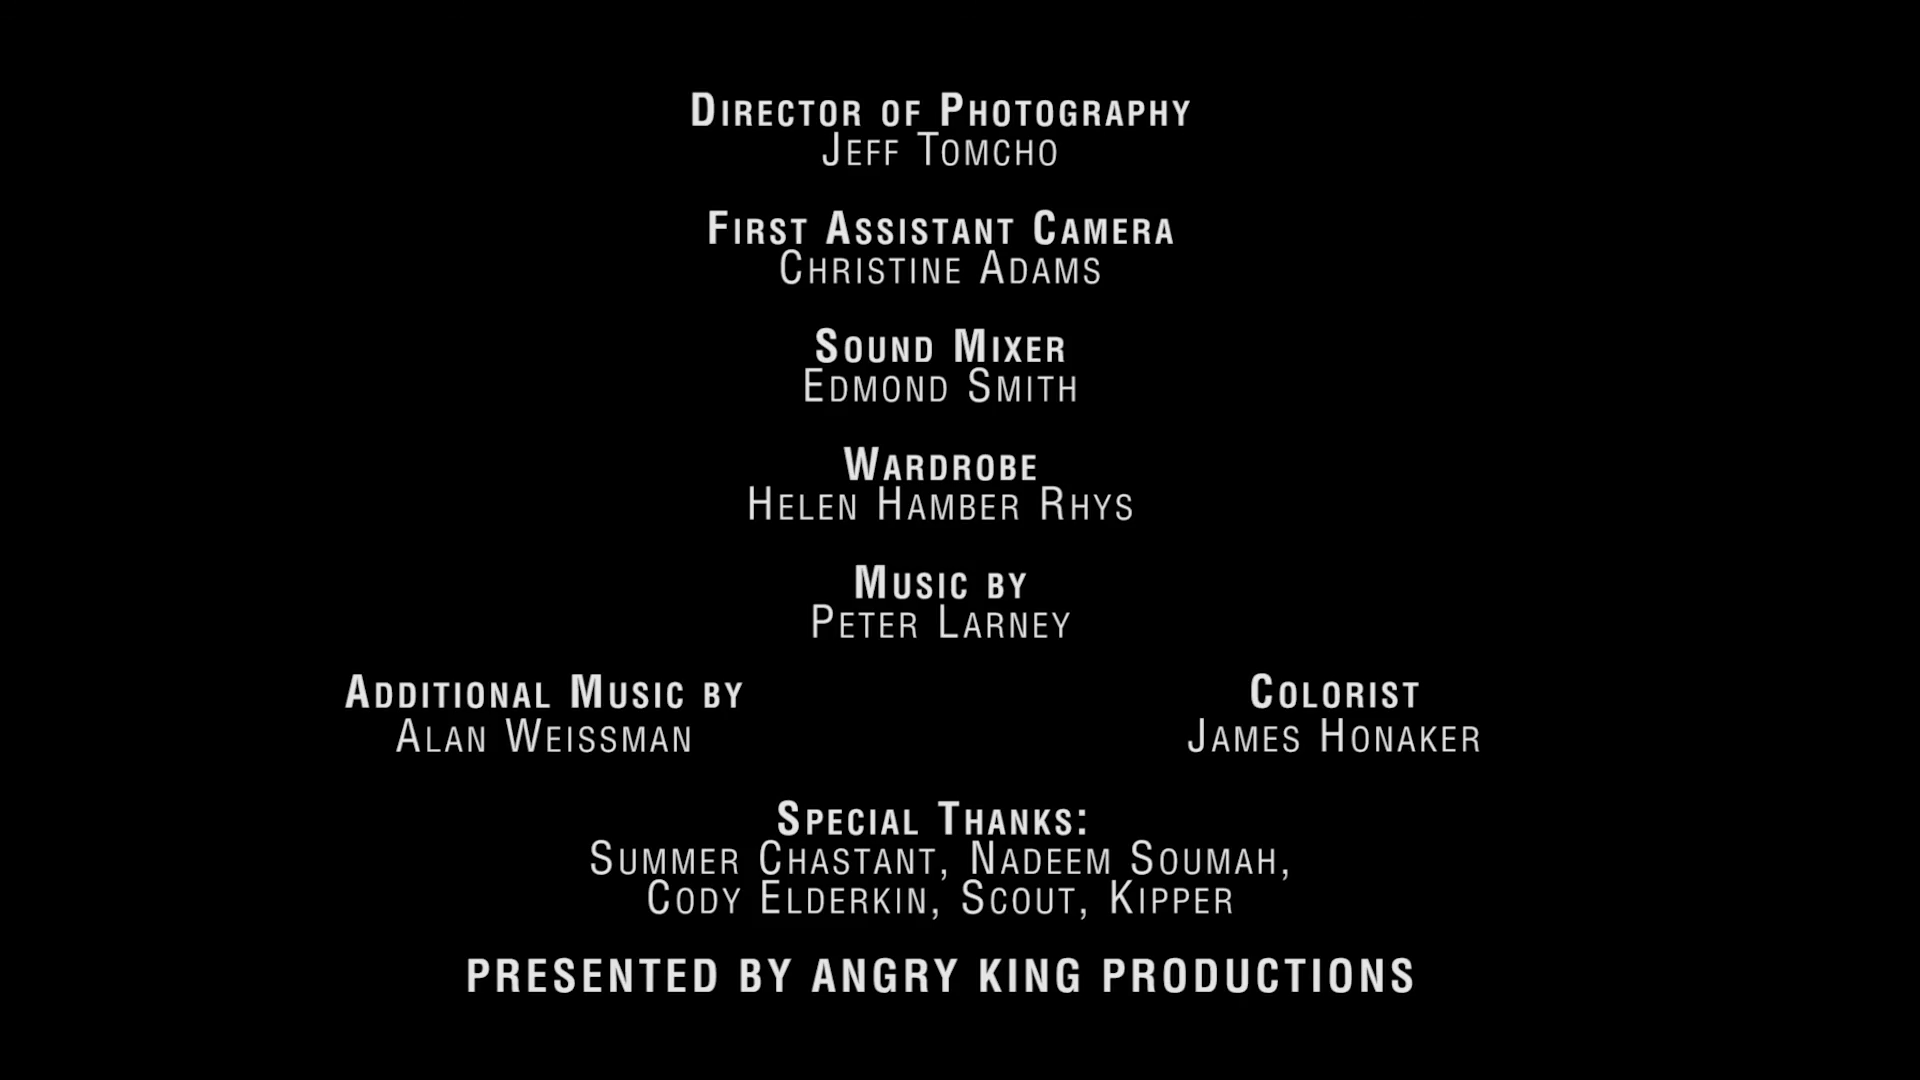 Director of Photography
Jeff Tomcho
First Assistant Camera
Christine Adams
Sound Mixer
Edmond Smith
Wardrobe
Helen Hamber Rhys
Music by
Peter Larney
Additional Music by
Alan Weissman
Colorist
James Honaker
Special Thanks:
Summer Chastant, Nadeem Soumah,
Cody Elderkin, Scout, Kipper
PRESENTED BY ANGRY KING PRODUCTIONS